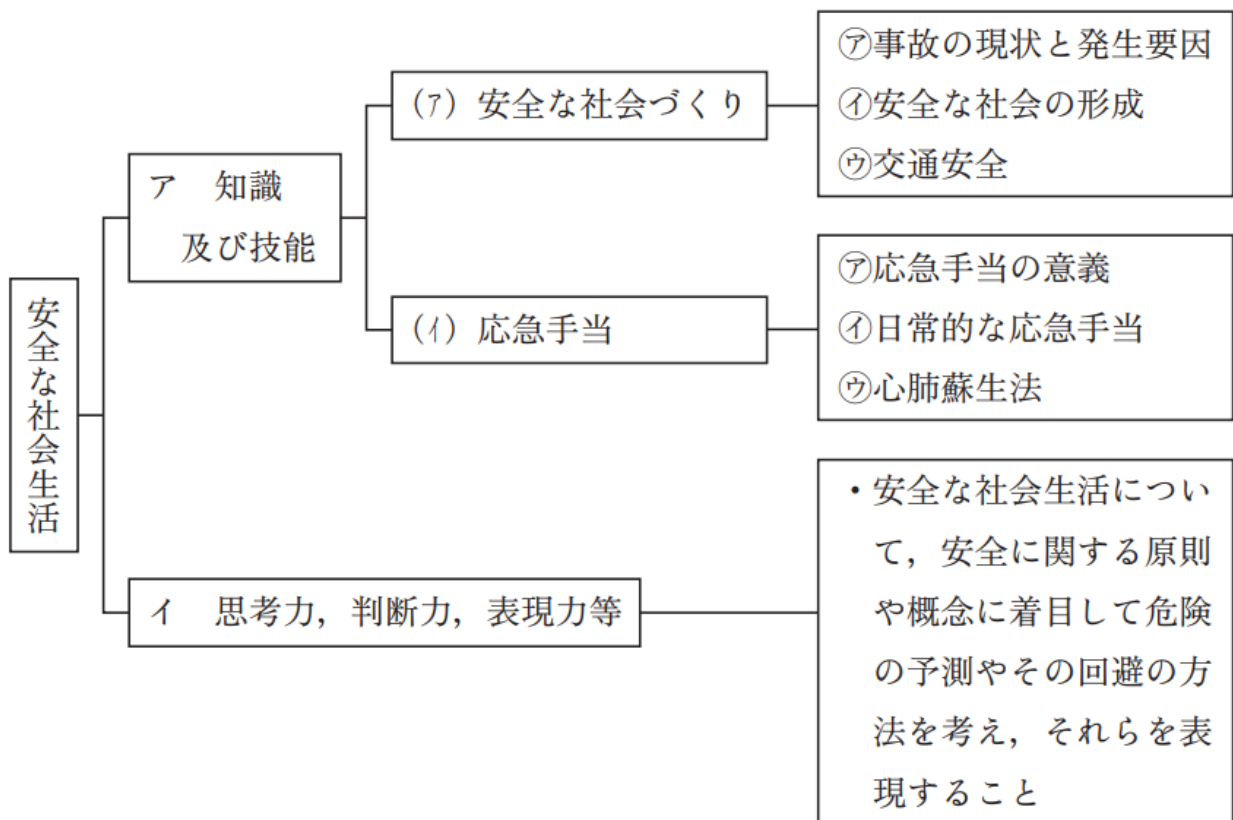 安全な社会生活
ア　知識
及び技能
(ｱ) 安全な社会づくり
㋐事故の現状と発生要因
㋑安全な社会の形成
㋒交通安全
(ｲ) 応急手当
㋐応急手当の意義
㋑日常的な応急手当
㋒心肺蘇生法
イ　思考力，判断力，表現力等
・安全な社会生活につい
て，安全に関する原則
や概念に着目して危険
の予測やその回避の方
法を考え，それらを表
現すること